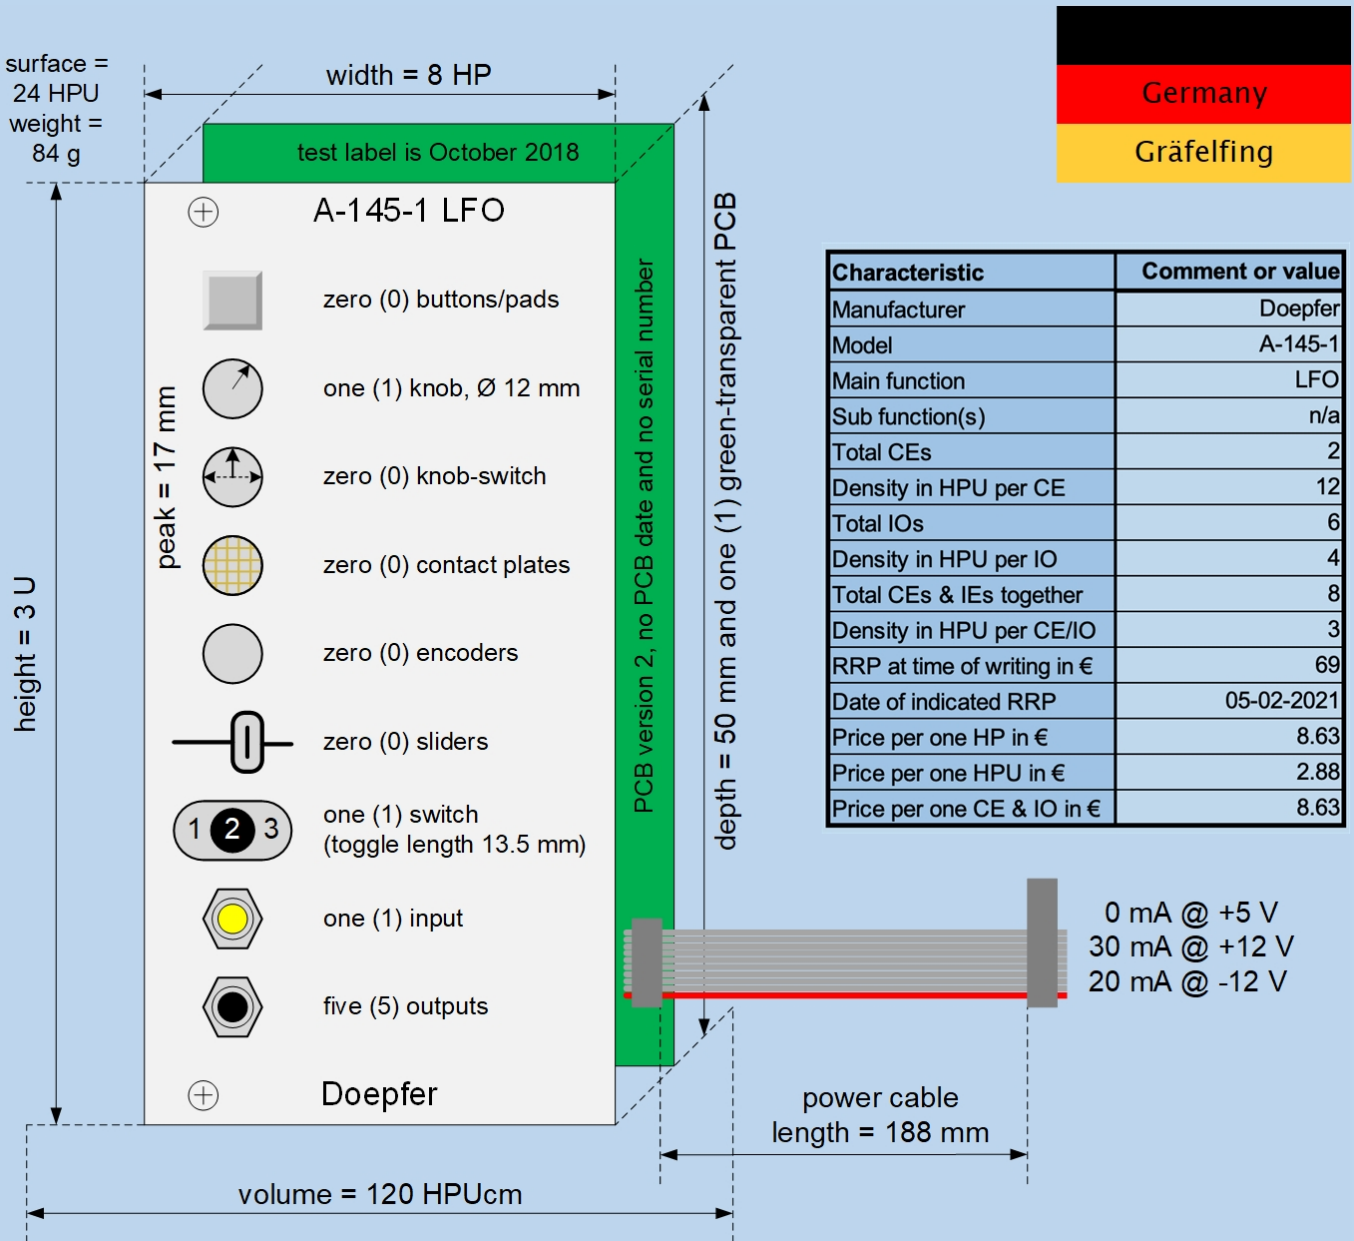 surface =
24 HPU
weight =
84 g
width = 8 HP
test label is October 2018
A-145-1 LFO
zero (0) buttons/pads
one (1) knob, Ø 12 mm
zero (0) knob-switch
zero (0) contact plates
zero (0) encoders
zero (0) sliders
1 2 3
one (1) switch
(toggle length 13.5 mm)
one (1) input
five (5) outputs
Doepfer
peak = 17 mm
height = 3 U
PCB version 2, no PCB date and no serial number
depth = 50 mm and one (1) green-transparent PCB
volume = 120 HPUcm
power cable
length = 188 mm
0 mA @ +5 V
30 mA @ +12 V
20 mA @ -12 V
Germany
Gräfelfing
Characteristic Comment or value
Manufacturer Doepfer
Model A-145-1
Main function LFO
Sub function(s) n/a
Total CEs 2
Density in HPU per CE 12
Total IOs 6
Density in HPU per IO 4
Total CEs & IEs together 8
Density in HPU per CE/IO 3
RRP at time of writing in € 69
Date of indicated RRP 05-02-2021
Price per one HP in € 8.63
Price per one HPU in € 2.88
Price per one CE & IO in € 8.63